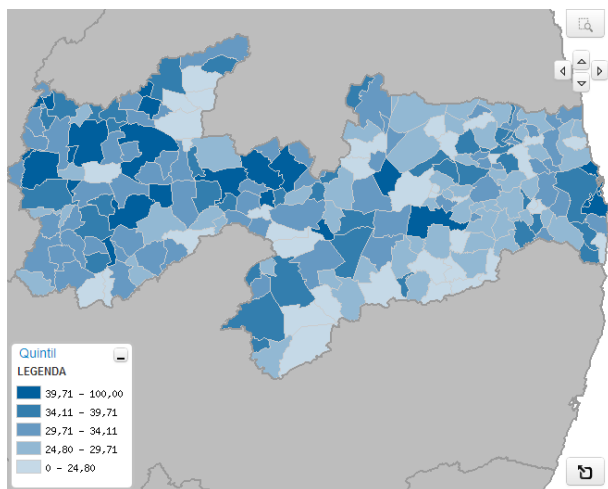 Quintil
LEGENDA
39,71 - 100,00
34,11 - 39,71
29,71 - 34,11
24,80 - 29,71
0 - 24,80